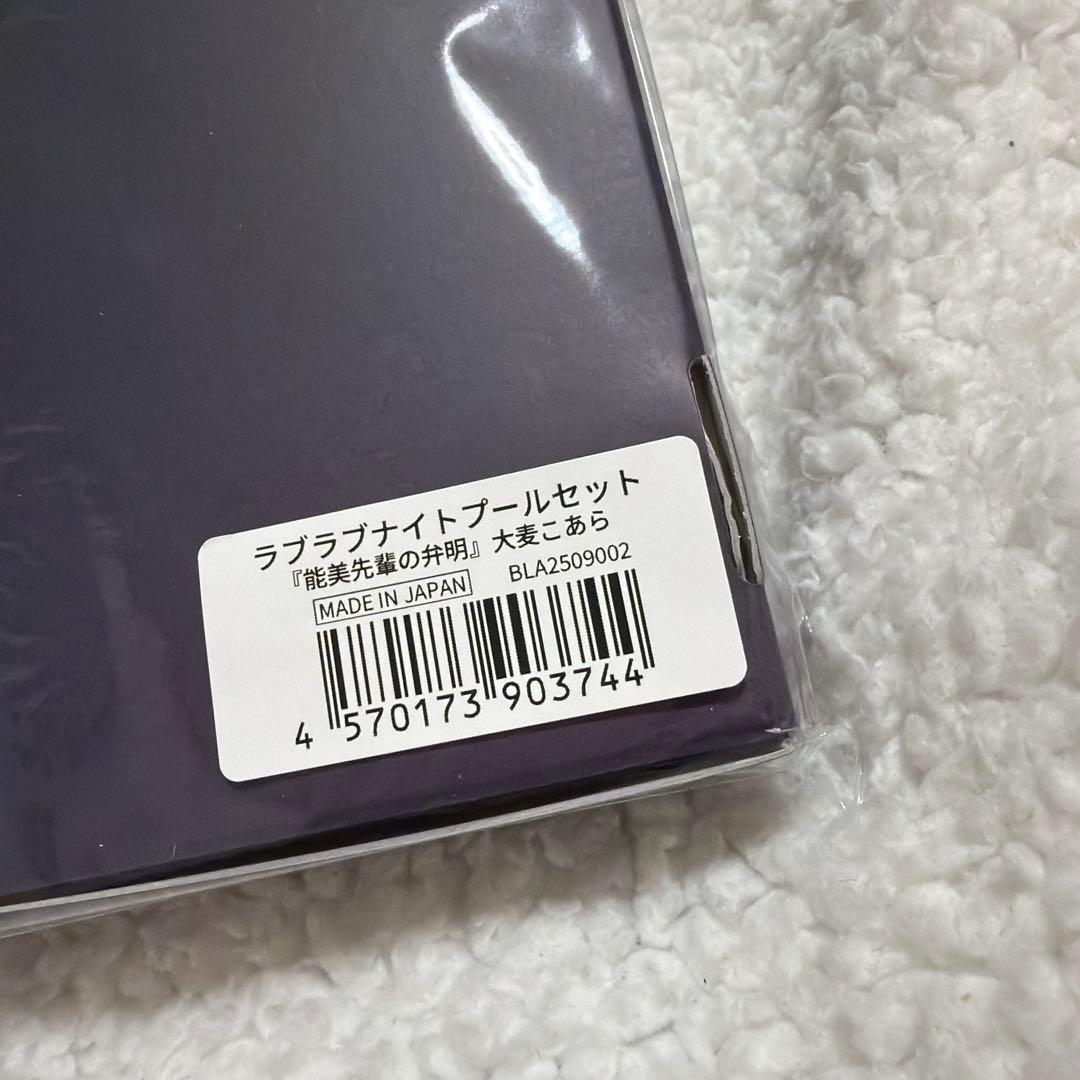 ラブラブナイトプールセット
『能美先輩の弁明』大麦こあら
MADE IN JAPAN BLA2509002
4 570173 903744